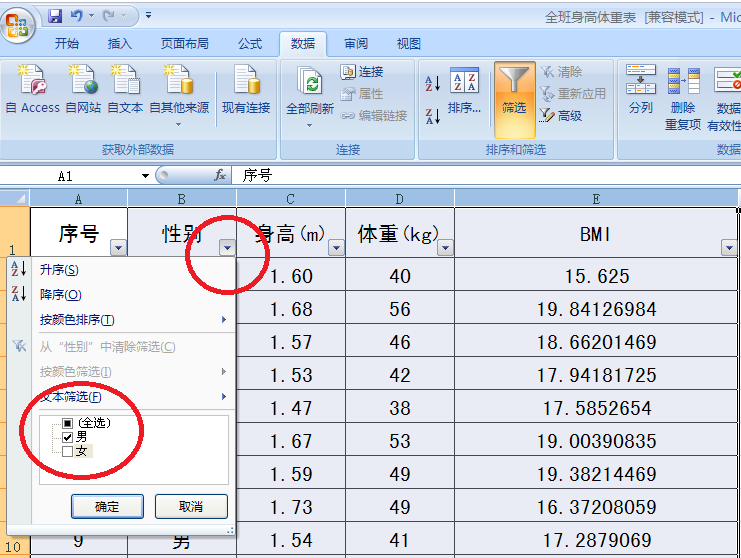 全班身高体重表 [兼容模式] - Mic
开始 插入 页面布局 公式 数据 审阅 视图
自 Access 自网站 自文本 自其他来源 现有连接 全部刷新 连接 属性 编辑链接 排序... 筛选 清除 重新应用 高级 分列 删除 重复项 数据 有效性
获取外部数据 连接 排序和筛选 数据
A1 fx 序号
A B C D E
1 序号 性别 身高(m) 体重(kg) BMI
升序(S)
降序(O)
按颜色排序(T)
从“性别”中清除筛选(C)
按颜色筛选(I)
文本筛选(F)
(全选)
男
女
确定 取消
1.60 40 15.625
1.68 56 19.84126984
1.57 46 18.66201469
1.53 42 17.94181725
1.47 38 17.5852654
1.67 53 19.00390835
1.59 49 19.38214469
1.73 49 16.37208059
10 9 男 1.54 41 17.2879069